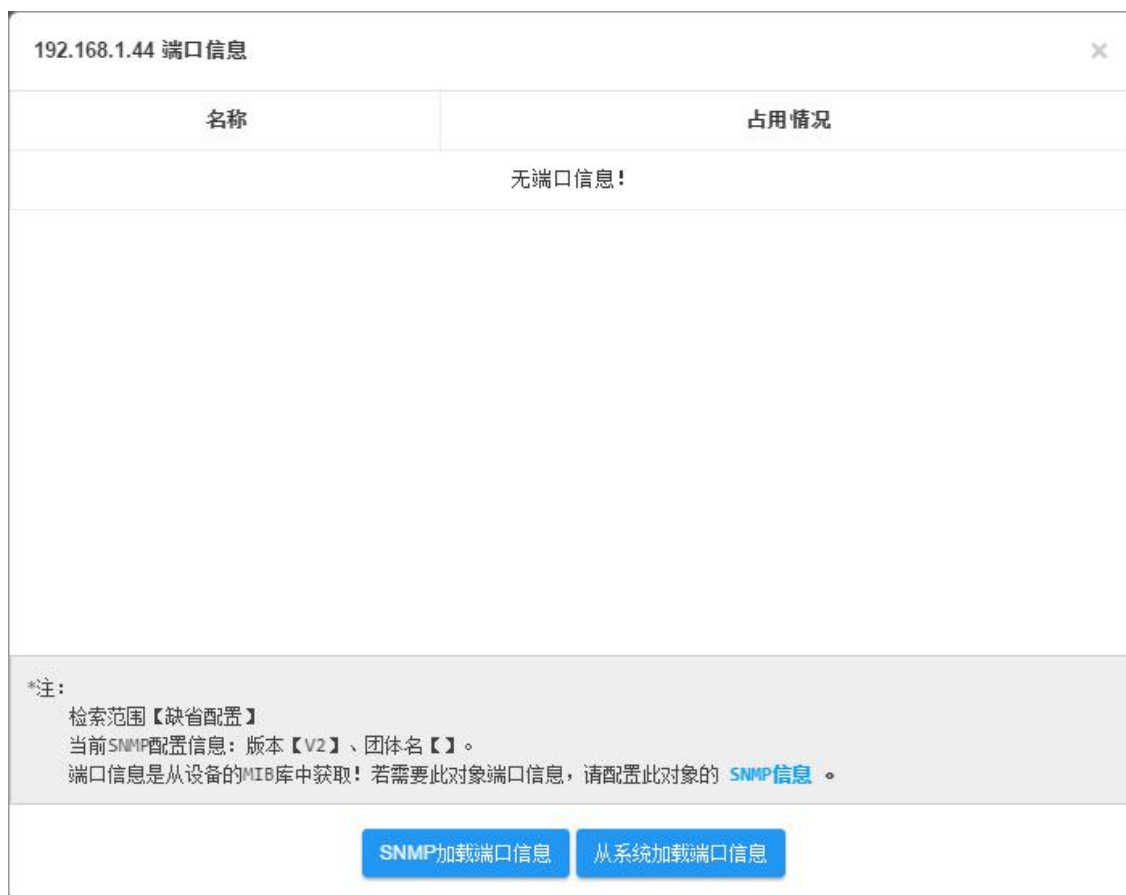 192.168.1.44 端口信息 ×
名称 占用情况
无端口信息!
*注:
检索范围【缺省配置】
当前SNMP配置信息: 版本【V2】、团体名【】。
端口信息是从设备的MIB库中获取! 若需要此对象端口信息, 请配置此对象的 SNMP信息 。
SNMP加载端口信息 从系统加载端口信息